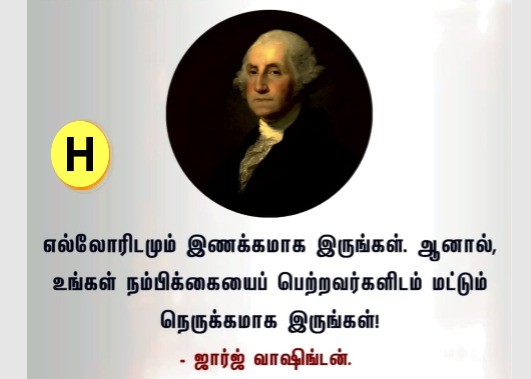 H
எல்லோரிடமும் இணக்கமாக இருங்கள். ஆனால்,
உங்கள் நம்பிக்கையைப் பெற்றவர்களிடம் மட்டும்
நெருக்கமாக இருங்கள்!
- ஜார்ஜ் வாஷிங்டன்.